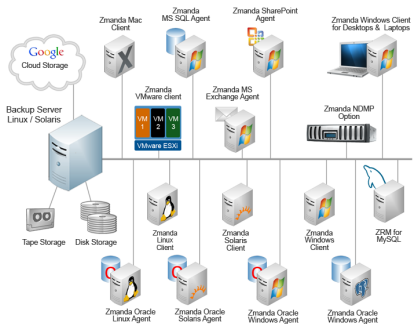 Zmanda Mac
Client
Zmanda
MS SQL Agent
Zmanda SharePoint
Agent
Zmanda Windows Client
for Desktops & Laptops
Google
Cloud Storage
Backup Server
Linux / Solaris
Zmanda
VMware client
VM
1
VM
2
VM
3
VMware ESXi
Zmanda MS
Exchange Agent
Zmanda NDMP
Option
Tape Storage
Disk Storage
Zmanda
Linux
Client
Zmanda
Solaris
Client
Zmanda
Windows
Client
ZRM for
MySQL
Zmanda Oracle
Linux Agent
Zmanda Oracle
Solaris Agent
Zmanda Oracle
Windows Agent
Zmanda Oracle
Windows Agent